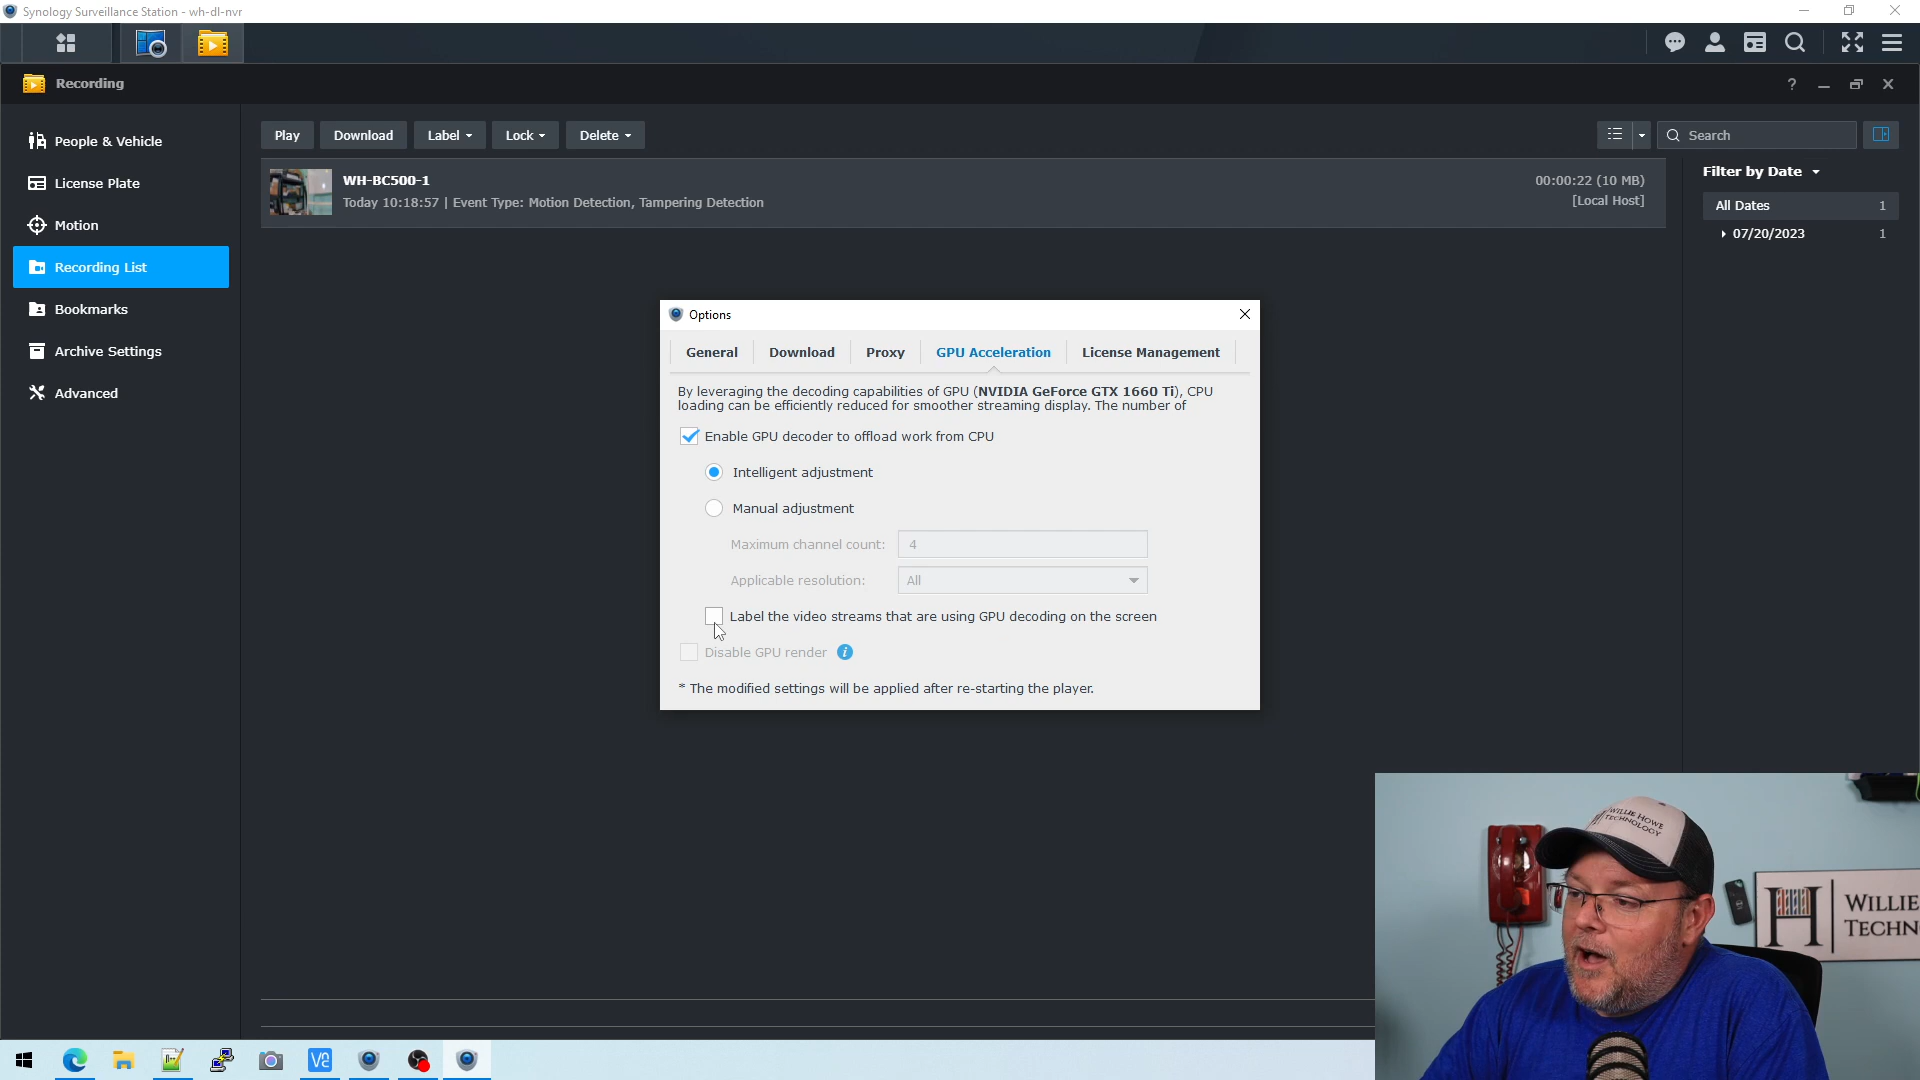 Synology Surveillance Station - wh-dl-nvr
Recording
?
People & Vehicle
License Plate
Motion
Recording List
Bookmarks
Archive Settings
Advanced
Play
Download
Label
Lock
Delete
Search
WH-BC500-1
Today 10:18:57 | Event Type: Motion Detection, Tampering Detection
00:00:22 (10 MB)
[Local Host]
Filter by Date
All Dates 1
07/20/2023 1
Options
General
Download
Proxy
GPU Acceleration
License Management
By leveraging the decoding capabilities of GPU (NVIDIA GeForce GTX 1660 Ti), CPU
loading can be efficiently reduced for smoother streaming display. The number of
Enable GPU decoder to offload work from CPU
Intelligent adjustment
Manual adjustment
Maximum channel count: 4
Applicable resolution: All
Label the video streams that are using GPU decoding on the screen
Disable GPU render i
* The modified settings will be applied after re-starting the player.
WILLIE HOWE
TECHNOLOGY
WILLIE
TECHN